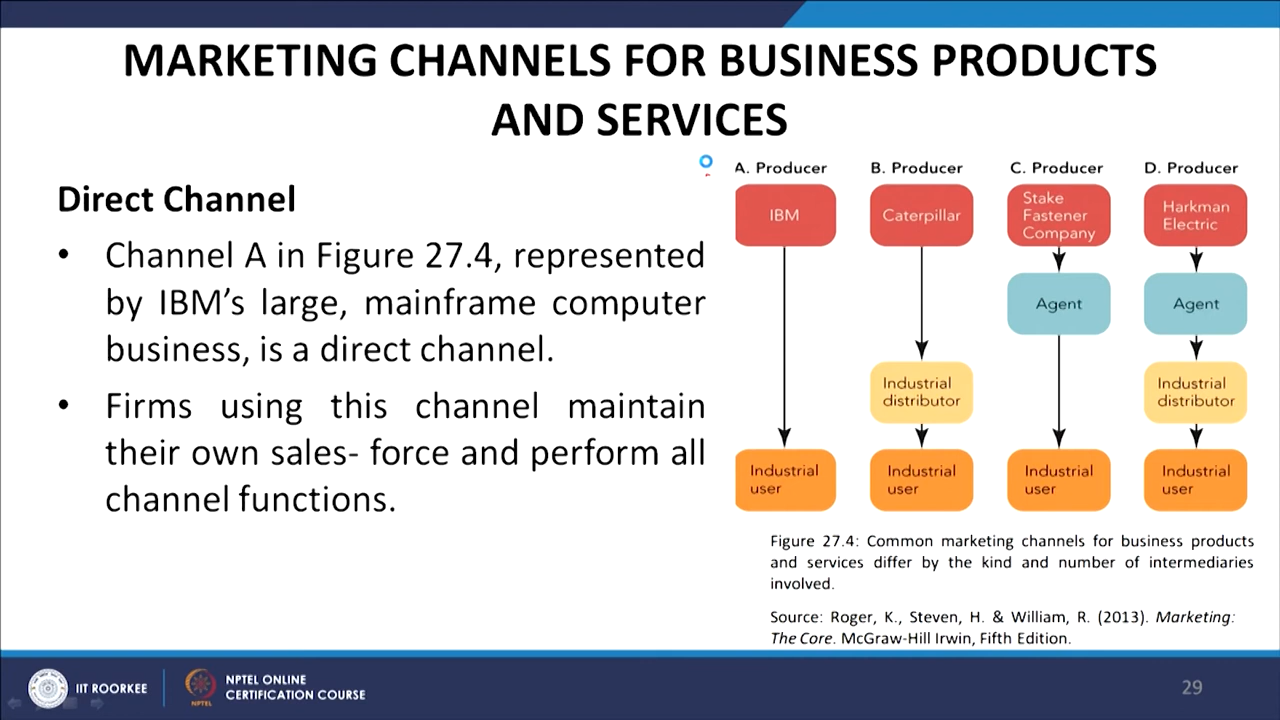 MARKETING CHANNELS FOR BUSINESS PRODUCTS
AND SERVICES
Direct Channel
• Channel A in Figure 27.4, represented
by IBM’s large, mainframe computer
business, is a direct channel.
• Firms using this channel maintain
their own sales- force and perform all
channel functions.
A. Producer
B. Producer
C. Producer
D. Producer
IBM
Caterpillar
Stake
Fastener
Company
Harkman
Electric
Agent
Agent
Industrial
distributor
Industrial
distributor
Industrial
user
Industrial
user
Industrial
user
Industrial
user
Figure 27.4: Common marketing channels for business products
and services differ by the kind and number of intermediaries
involved.
Source: Roger, K., Steven, H. & William, R. (2013). Marketing:
The Core. McGraw-Hill Irwin, Fifth Edition.
IIT ROORKEE
NPTEL
NPTEL ONLINE
CERTIFICATION COURSE
29